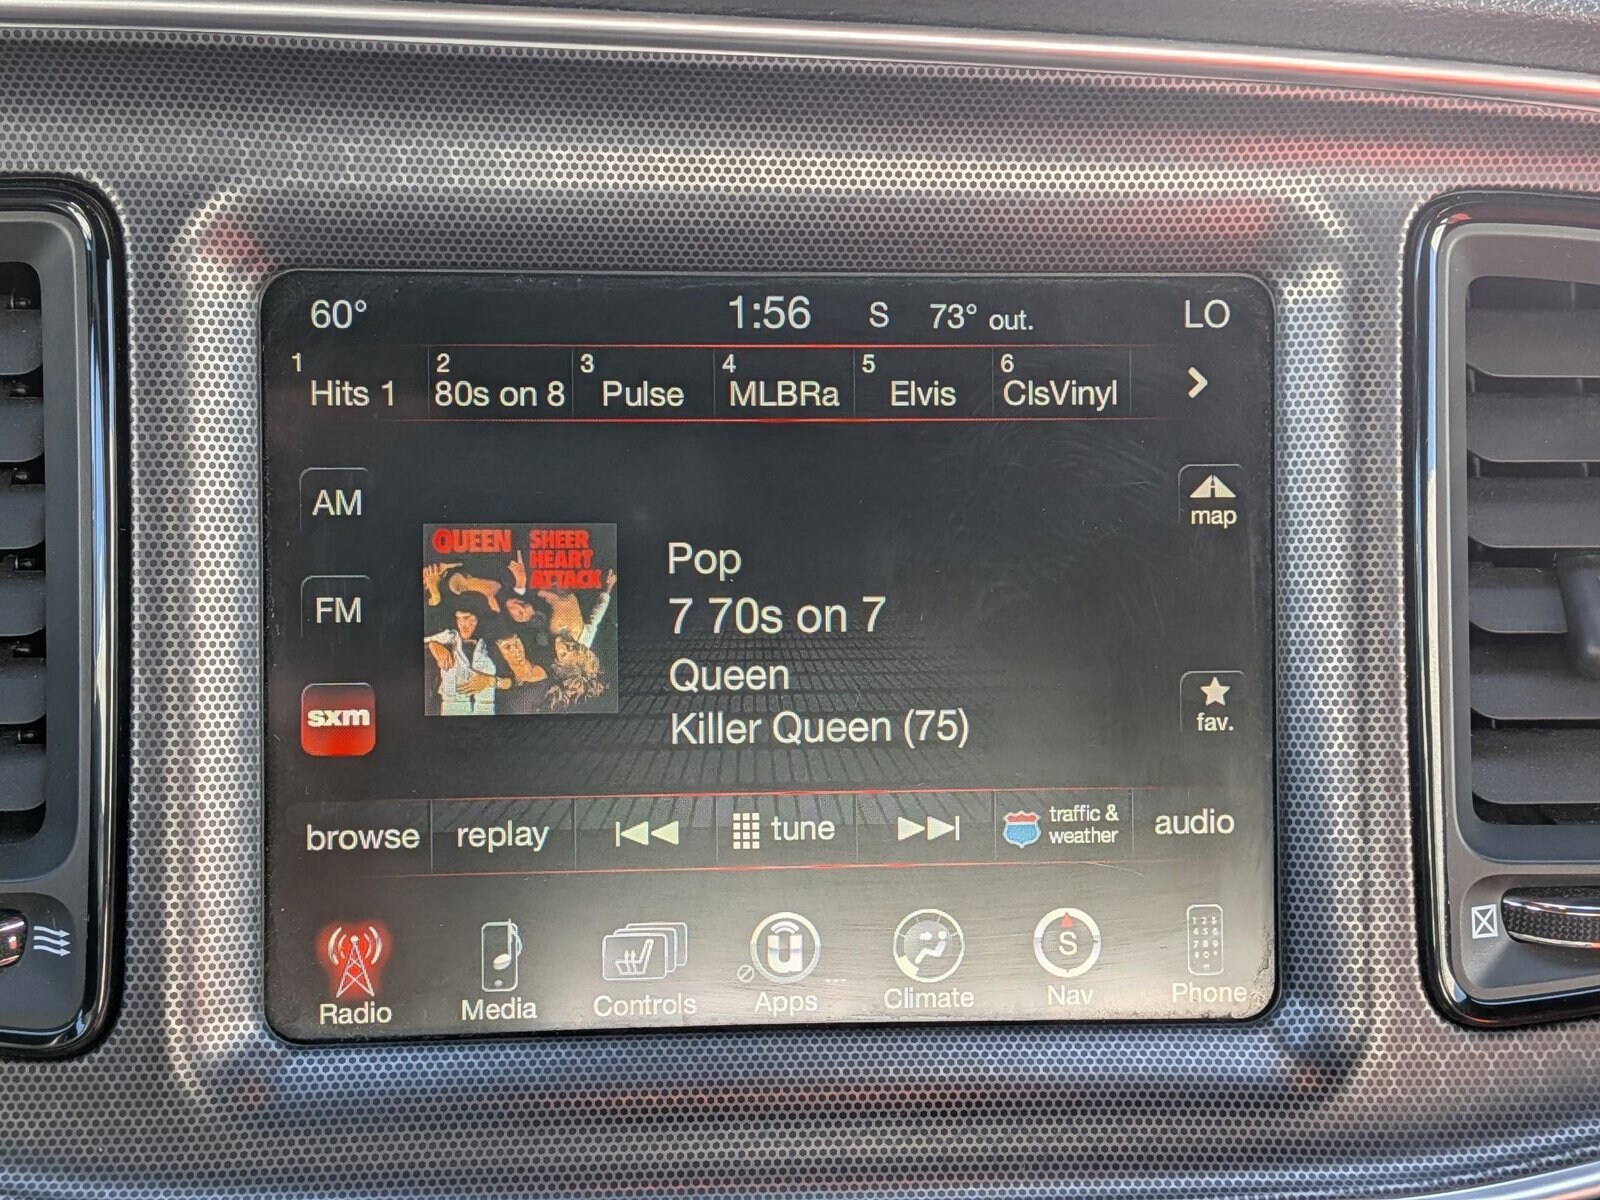 60° 1:56 S 73° out. LO
1 Hits 1 2 80s on 8 3 Pulse 4 MLBRa 5 Elvis 6 ClsVinyl
AM
map
QUEEN SHEER
HEART
ATTACK
Pop
7 70s on 7
FM
Queen
Killer Queen (75)
sxm
fav.
browse replay tune traffic &
weather audio
Radio Media Controls Apps Climate Nav Phone
S